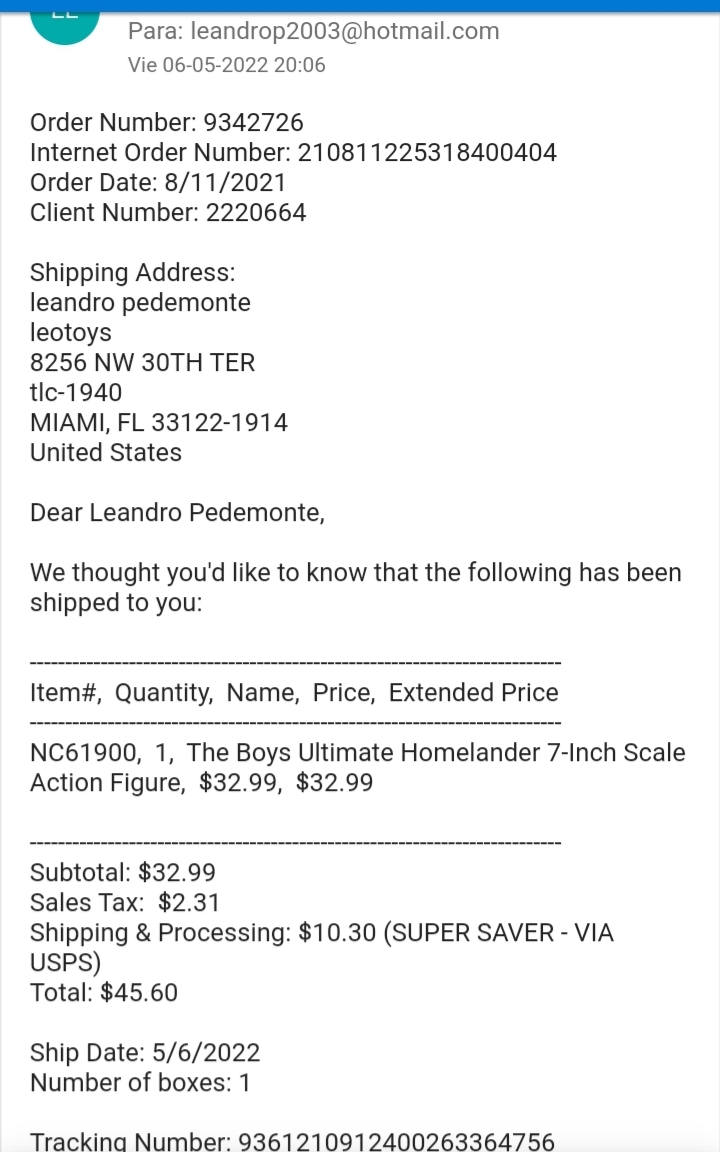 Para: leandrop2003@hotmail.com
Vie 06-05-2022 20:06
Order Number: 9342726
Internet Order Number: 210811225318400404
Order Date: 8/11/2021
Client Number: 2220664
Shipping Address:
leandro pedemonte
leotoys
8256 NW 30TH TER
tlc-1940
MIAMI, FL 33122-1914
United States
Dear Leandro Pedemonte,
We thought you'd like to know that the following has been
shipped to you:
--------------------------------------------------------------------------
Item#,  Quantity,  Name,  Price,  Extended Price
--------------------------------------------------------------------------
NC61900,  1,  The Boys Ultimate Homelander 7-Inch Scale
Action Figure,  $32.99,  $32.99
--------------------------------------------------------------------------
Subtotal: $32.99
Sales Tax:  $2.31
Shipping & Processing: $10.30 (SUPER SAVER - VIA
USPS)
Total: $45.60
Ship Date: 5/6/2022
Number of boxes: 1
Tracking Number: 9361210912400263364756